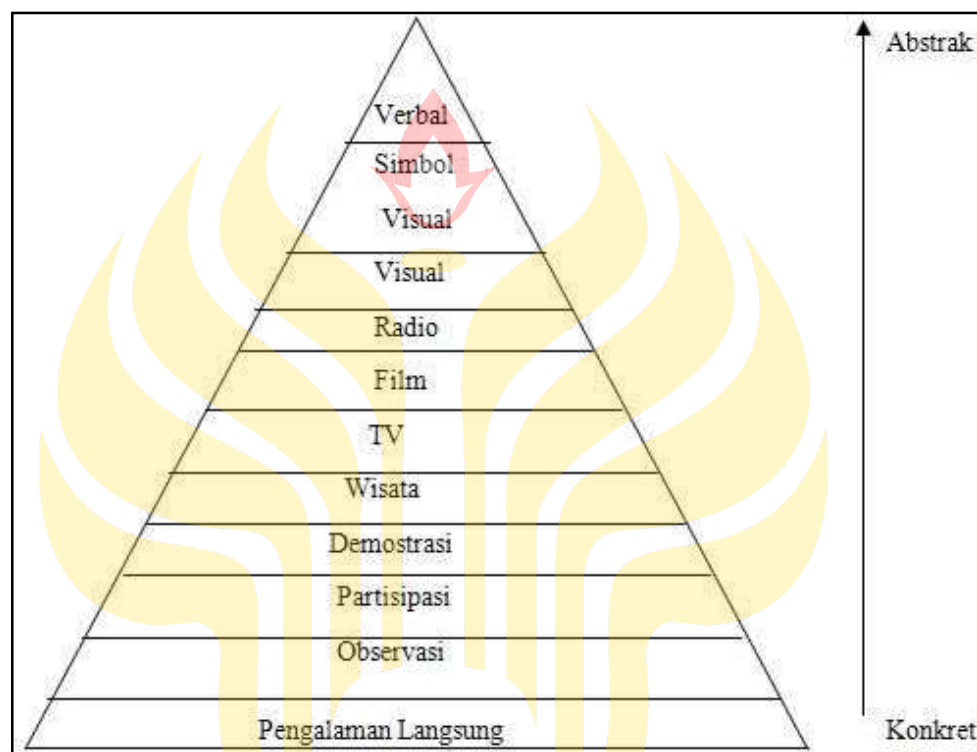 Abstrak
Verbal
Simbol
Visual
Visual
Radio
Film
TV
Wisata
Demostrasi
Partisipasi
Observasi
Pengalaman Langsung
Konkret